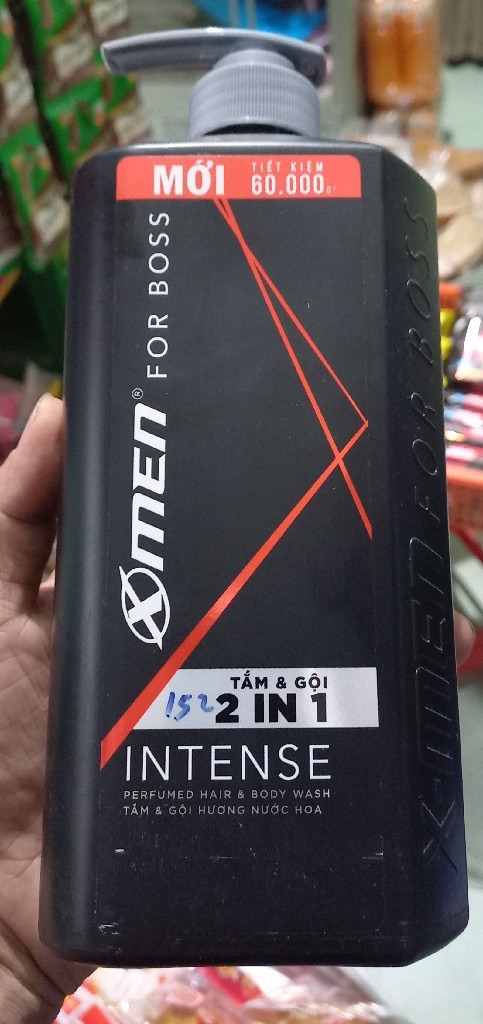 MỚI
TIẾT KIỆM
60.000Đ*
X-MEN® FOR BOSS
X-MEN FOR BOSS
TẮM & GỘI
152
2 IN 1
INTENSE
PERFUMED HAIR & BODY WASH
TẮM & GỘI HƯƠNG NƯỚC HOA